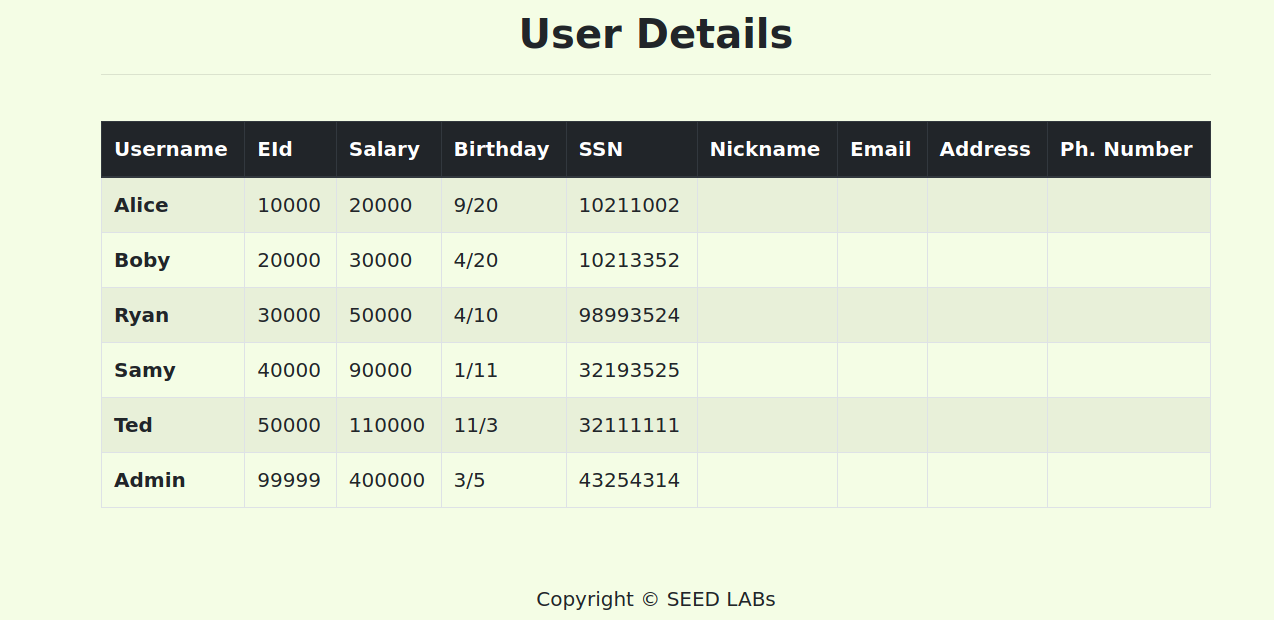 User Details
Username EId Salary Birthday SSN Nickname Email Address Ph. Number
Alice 10000 20000 9/20 10211002
Boby 20000 30000 4/20 10213352
Ryan 30000 50000 4/10 98993524
Samy 40000 90000 1/11 32193525
Ted 50000 110000 11/3 32111111
Admin 99999 400000 3/5 43254314
Copyright © SEED LABs